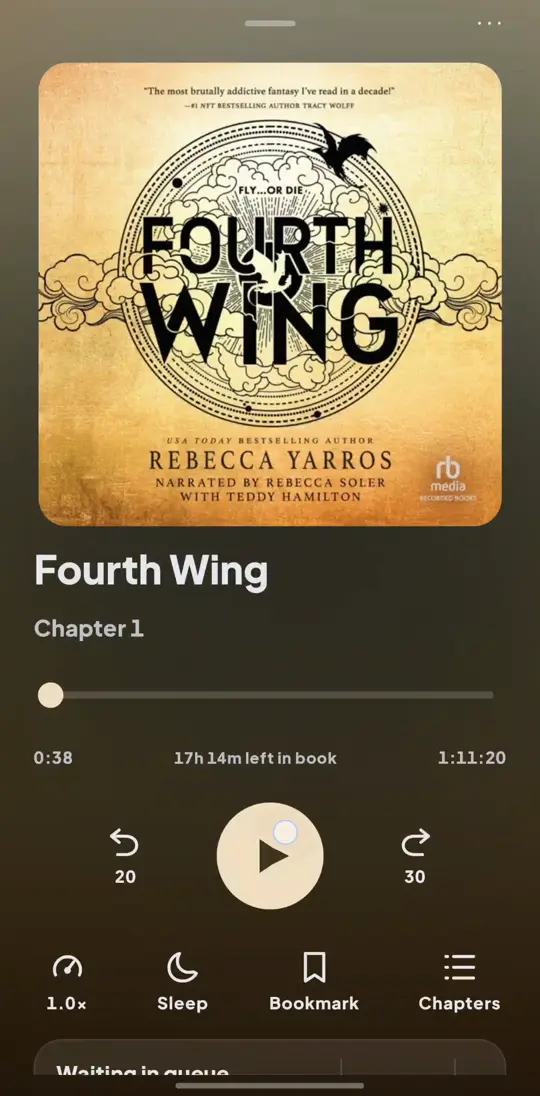 ...
"The most brutally addictive fantasy I've read in a decade!"
—#1 NYT BESTSELLING AUTHOR TRACY WOLFF
FLY...OR DIE
FOURTH
WING
USA TODAY BESTSELLING AUTHOR
REBECCA YARROS
NARRATED BY REBECCA SOLER
WITH TEDDY HAMILTON
rb
media
RECORDED BOOKS
Fourth Wing
Chapter 1
0:38
17h 14m left in book
1:11:20
20
30
1.0×
Sleep
Bookmark
Chapters
Waiting in queue